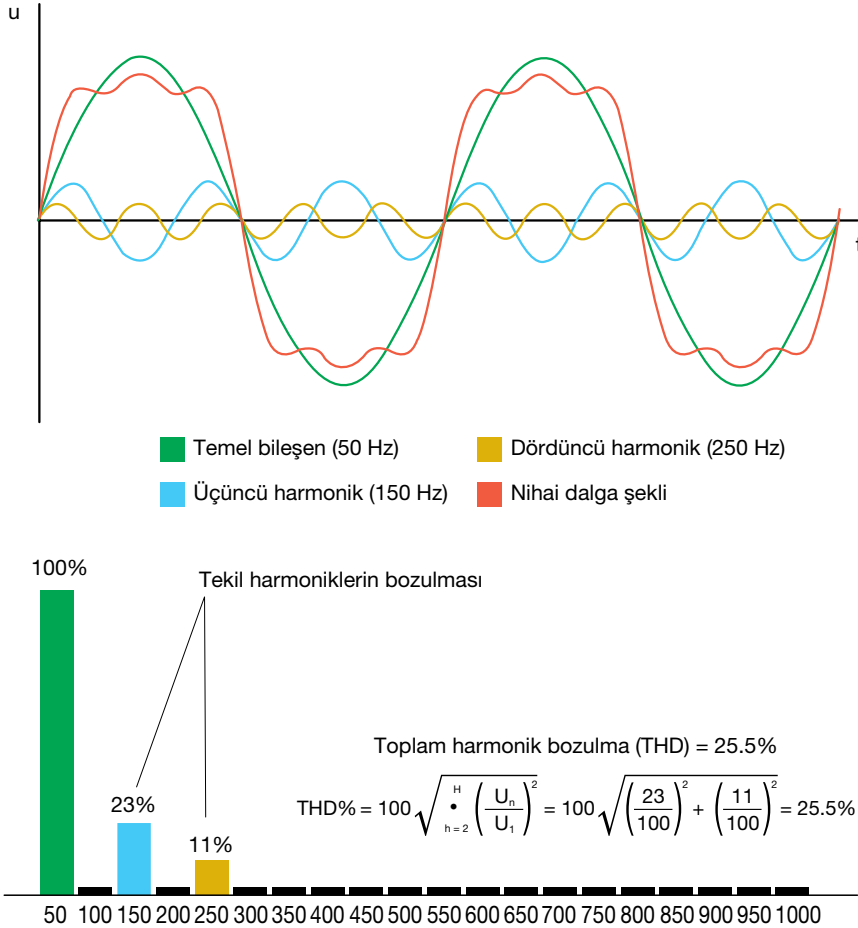 u
t
Temel bileşen (50 Hz)
Dördüncü harmonik (250 Hz)
Üçüncü harmonik (150 Hz)
Nihai dalga şekli
100%
Tekil harmoniklerin bozulması
23%
11%
Toplam harmonik bozulma (THD) = 25.5%
THD% = 100 √ H • h = 2 (Un/U1)² = 100 √ (23/100)² + (11/100)² = 25.5%
50 100 150 200 250 300 350 400 450 500 550 600 650 700 750 800 850 900 950 1000